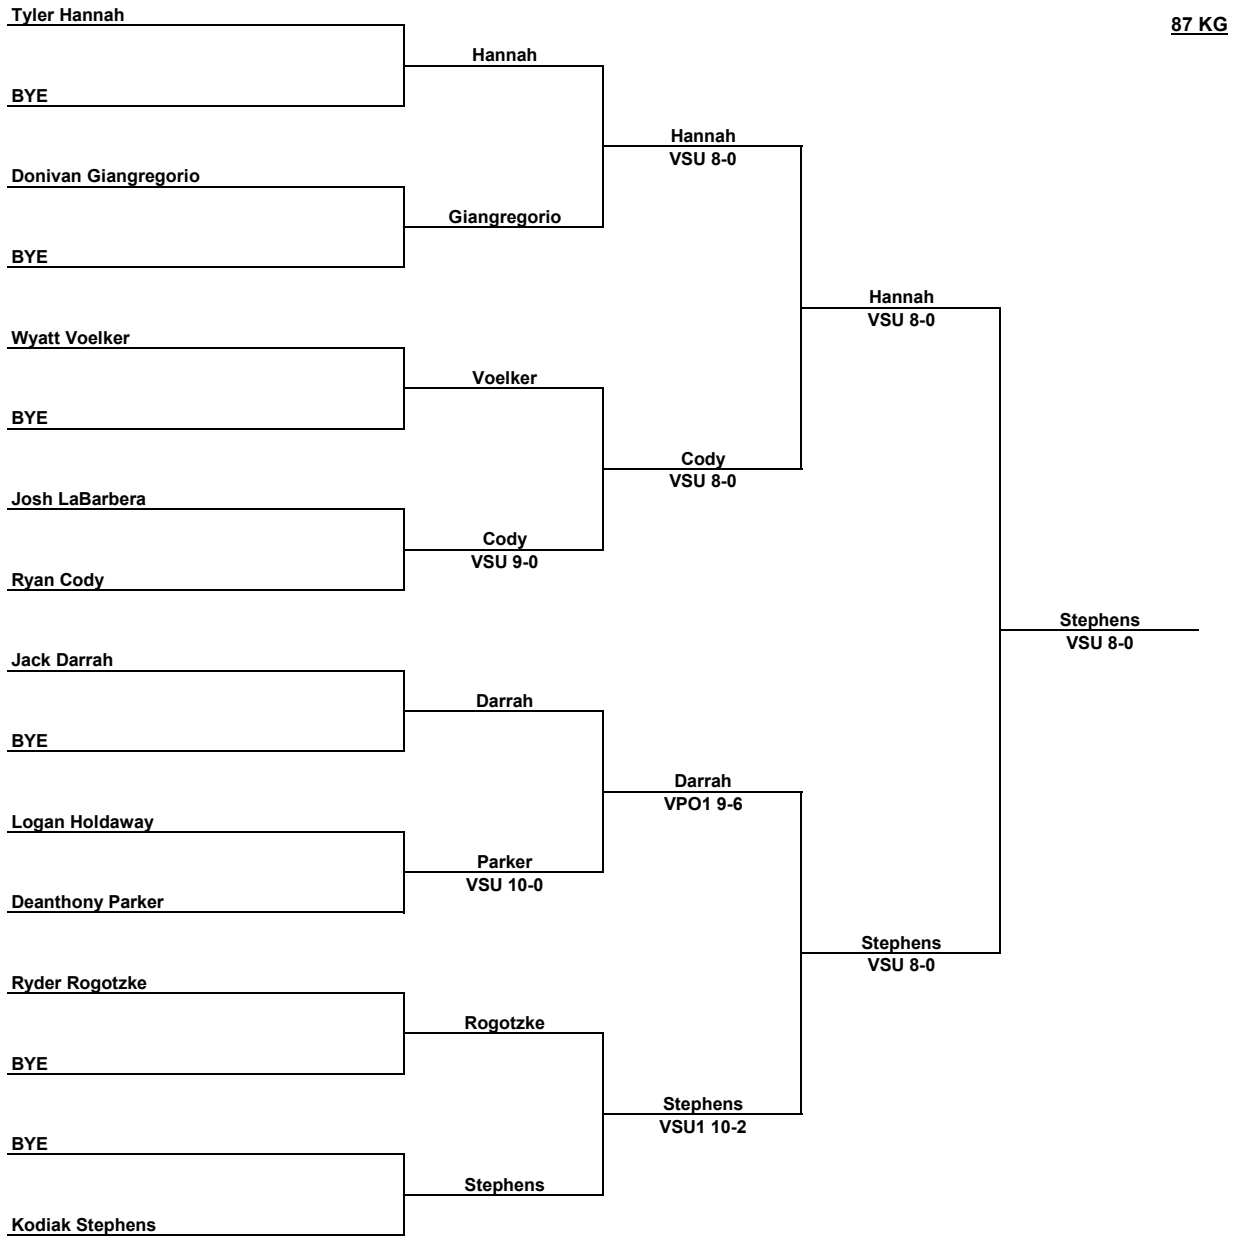 Tyler Hannah
87 KG
Hannah
BYE
Hannah
VSU 8-0
Donivan Giangregorio
Giangregorio
BYE
Hannah
VSU 8-0
Wyatt Voelker
Voelker
BYE
Cody
VSU 8-0
Josh LaBarbera
Cody
VSU 9-0
Ryan Cody
Stephens
VSU 8-0
Jack Darrah
Darrah
BYE
Darrah
VPO1 9-6
Logan Holdaway
Parker
VSU 10-0
Deanthony Parker
Stephens
VSU 8-0
Ryder Rogotzke
Rogotzke
BYE
Stephens
VSU1 10-2
BYE
Stephens
Kodiak Stephens